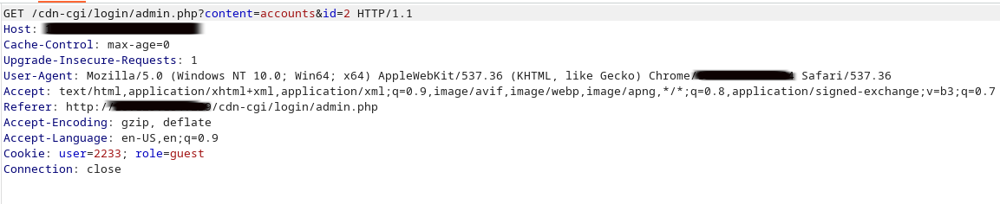 GET /cdn-cgi/login/admin.php?content=accounts&id=2 HTTP/1.1
Host:
Cache-Control: max-age=0
Upgrade-Insecure-Requests: 1
User-Agent: Mozilla/5.0 (Windows NT 10.0; Win64; x64) AppleWebKit/537.36 (KHTML, like Gecko) Chrome/ Safari/537.36
Accept: text/html,application/xhtml+xml,application/xml;q=0.9,image/avif,image/webp,image/apng,*/*;q=0.8,application/signed-exchange;v=b3;q=0.7
Referer: http:/ /cdn-cgi/login/admin.php
Accept-Encoding: gzip, deflate
Accept-Language: en-US,en;q=0.9
Cookie: user=2233; role=guest
Connection: close